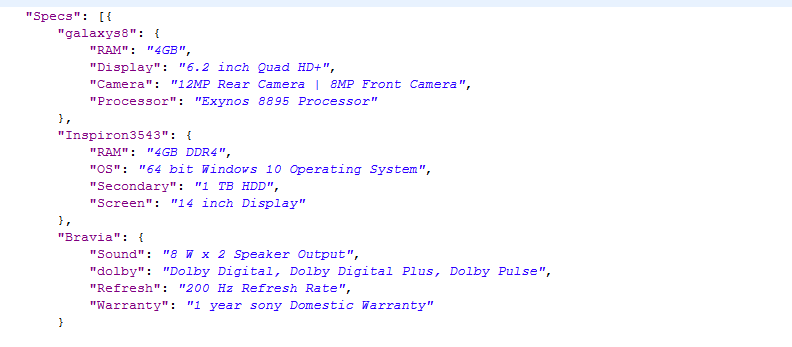 "Specs": [{
"galaxys8": {
"RAM": "4GB",
"Display": "6.2 inch Quad HD+",
"Camera": "12MP Rear Camera | 8MP Front Camera",
"Processor": "Exynos 8895 Processor"
},
"Inspiron3543": {
"RAM": "4GB DDR4",
"OS": "64 bit Windows 10 Operating System",
"Secondary": "1 TB HDD",
"Screen": "14 inch Display"
},
"Bravia": {
"Sound": "8 W x 2 Speaker Output",
"dolby": "Dolby Digital, Dolby Digital Plus, Dolby Pulse",
"Refresh": "200 Hz Refresh Rate",
"Warranty": "1 year sony Domestic Warranty"
}